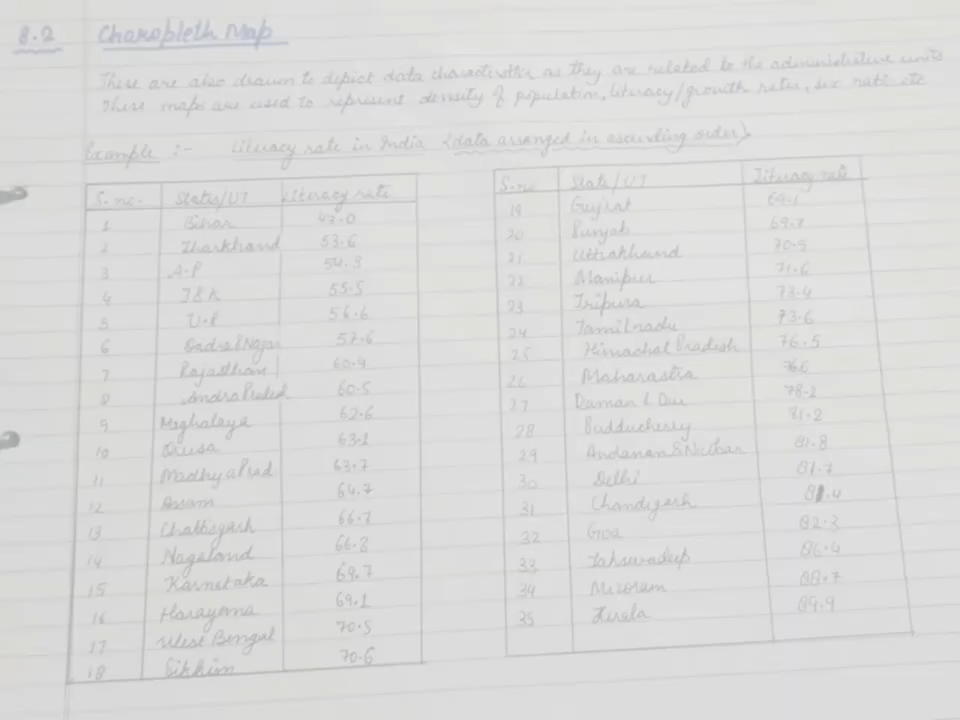 8.2 Choropleth Map
These are also drawn to depict data characteristics as they are related to the administrative units
These maps are used to represent density of population, literacy/growth rates, sex ratio etc
Example :- Literacy rate in India (data arranged in ascending order).
S. no. States/UT Literacy rate
1 Bihar 47.0
2 Jharkhand 53.6
3 A.P 54.3
4 J&K 55.5
5 U.P 56.6
6 Dadra & Nagar 57.6
7 Rajasthan 60.4
8 Andra Pradesh 60.5
9 Meghalaya 62.6
10 Orissa 63.1
11 Madhya Prad 63.7
12 Assam 64.7
13 Chattisgarh 66.7
14 Nagaland 66.8
15 Karnetaka 69.7
16 Harayana 69.1
17 West Bengal 70.5
18 Sikkim 70.6
S. no State/UT Literacy rate
19 Gujrat 69.1
20 Punjab 69.7
21 Uttrakhand 70.5
22 Manipur 71.6
23 Tripura 73.4
24 Tamilnadu 73.6
25 Himachal Pradesh 76.5
26 Maharastra 76.6
27 Daman & Diu 78.2
28 Pudducherry 81.2
29 Andaman & Nicobar 81.8
30 Delhi 81.7
31 Chandigarh 81.4
32 Goa 82.3
33 Lakswadeep 86.4
34 Mizoram 88.7
35 Kerala 89.9